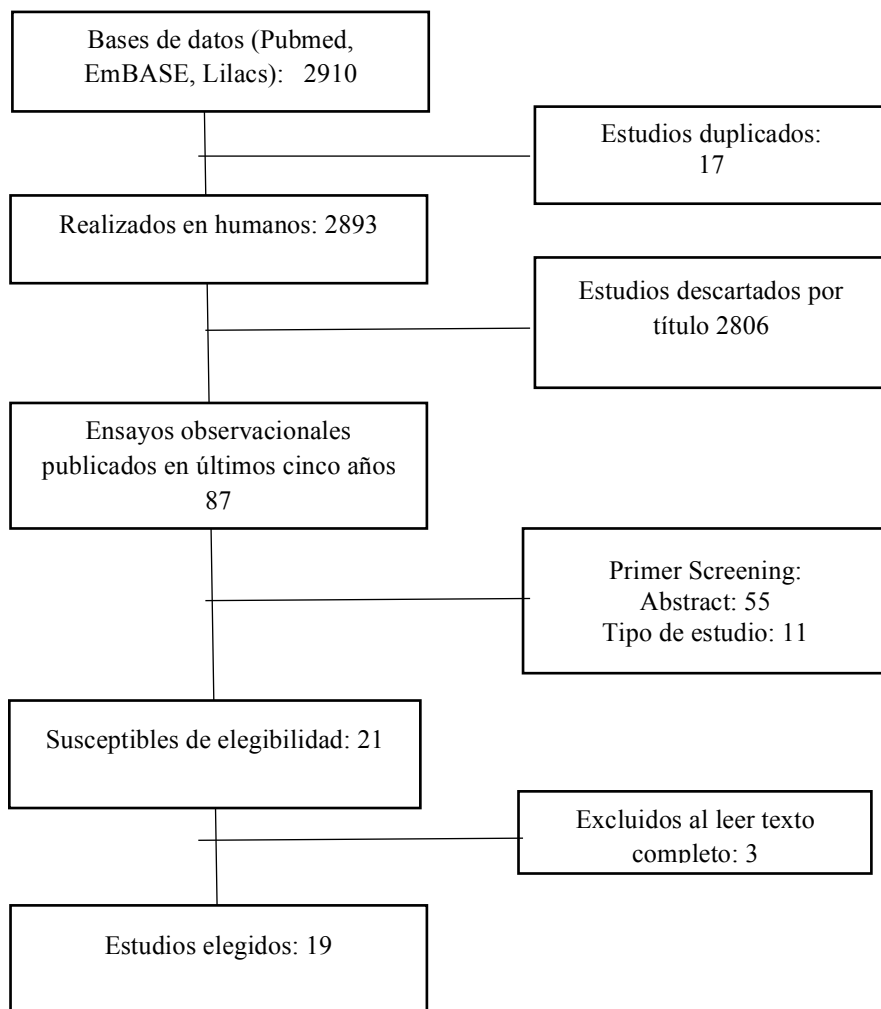 Bases de datos (Pubmed,
EmBASE, Lilacs): 2910
Estudios duplicados:
17
Realizados en humanos: 2893
Estudios descartados por
título 2806
Ensayos observacionales
publicados en últimos cinco años
87
Primer Screening:
Abstract: 55
Tipo de estudio: 11
Susceptibles de elegibilidad: 21
Excluidos al leer texto
completo: 3
Estudios elegidos: 19